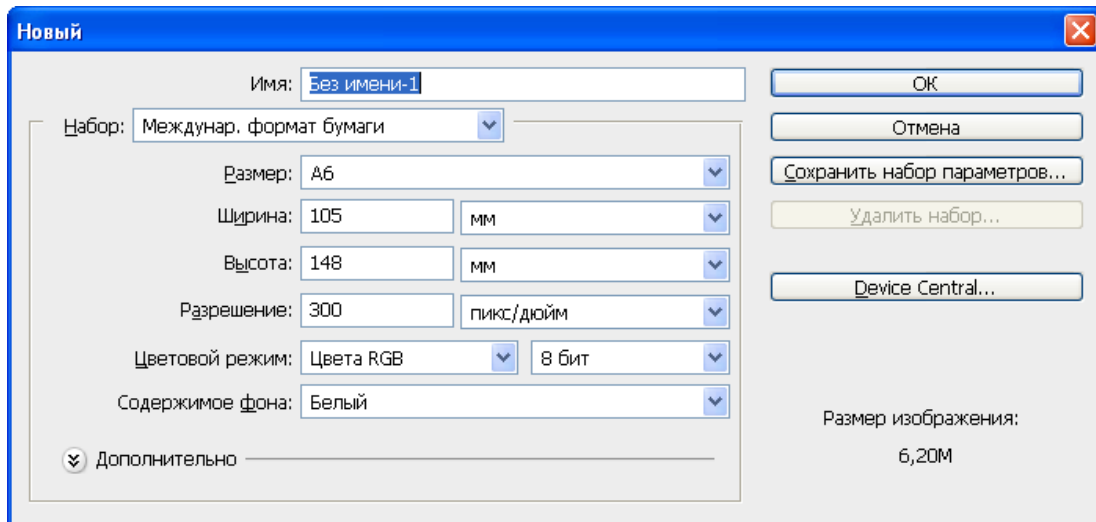 Новый
Имя: Без имени-1
Набор: Междунар. формат бумаги
Размер: A6
Ширина: 105 мм
Высота: 148 мм
Разрешение: 300 пикс/дюйм
Цветовой режим: Цвета RGB 8 бит
Содержимое фона: Белый
Дополнительно
ОК
Отмена
Сохранить набор параметров...
Удалить набор...
Device Central...
Размер изображения:
6,20M